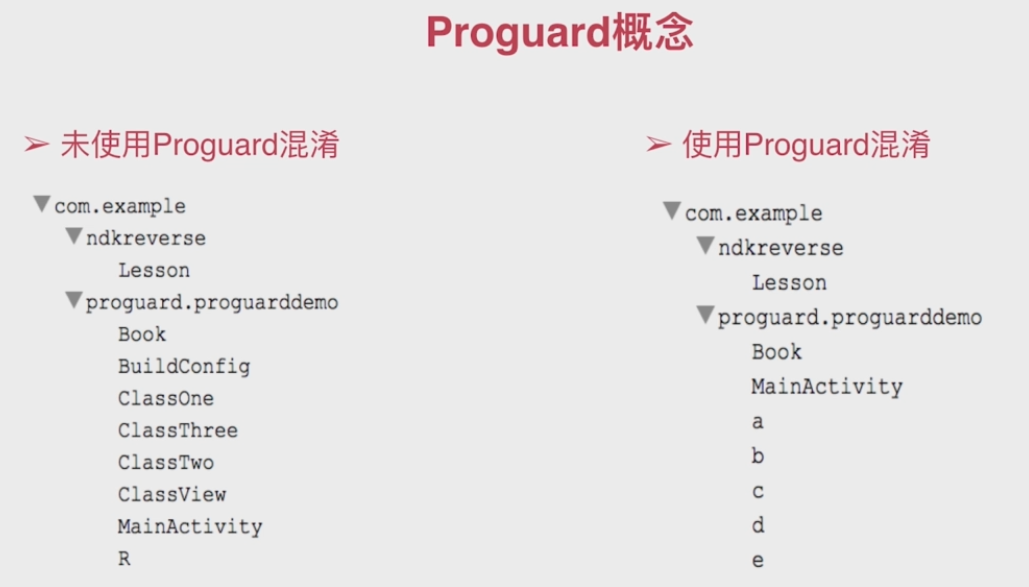 Proguard概念
➢ 未使用Proguard混淆
▼com.example
▼ndkreverse
Lesson
▼proguard.proguarddemo
Book
BuildConfig
ClassOne
ClassThree
ClassTwo
ClassView
MainActivity
R
➢ 使用Proguard混淆
▼com.example
▼ndkreverse
Lesson
▼proguard.proguarddemo
Book
MainActivity
a
b
c
d
e